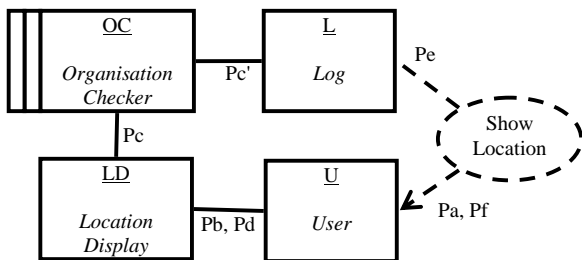 OC
Organisation
Checker
Pc'
L
Log
Pe
Show
Location
Pc
LD
Location
Display
Pb, Pd
U
User
Pa, Pf